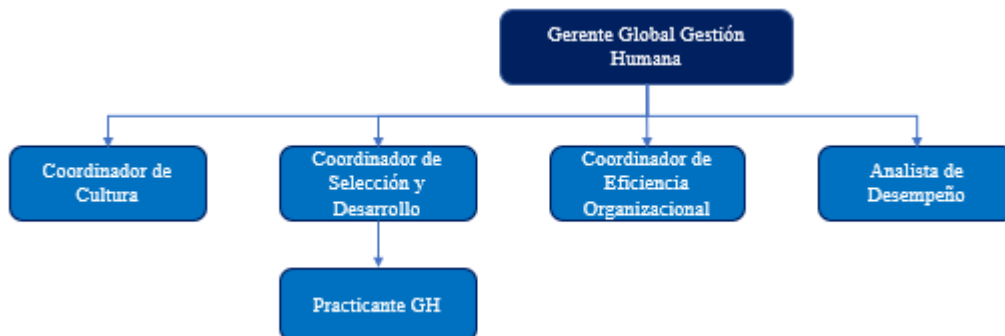 Gerente Global Gestión
Humana
Coordinador de
Cultura
Coordinador de
Selección y
Desarrollo
Coordinador de
Eficiencia
Organizacional
Analista de
Desempeño
Practicante GH